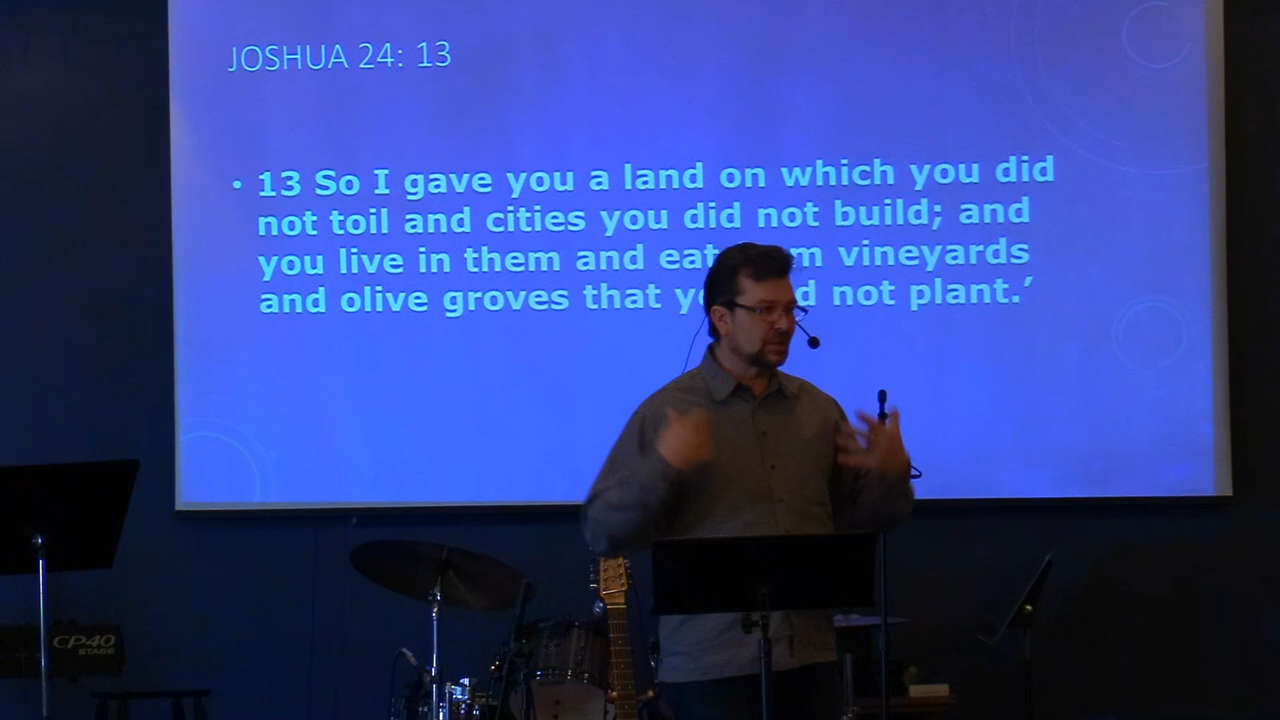 JOSHUA 24: 13
• 13 So I gave you a land on which you did
not toil and cities you did not build; and
you live in them and eat vineyards
and olive groves that not plant.’
CP40
STAGE